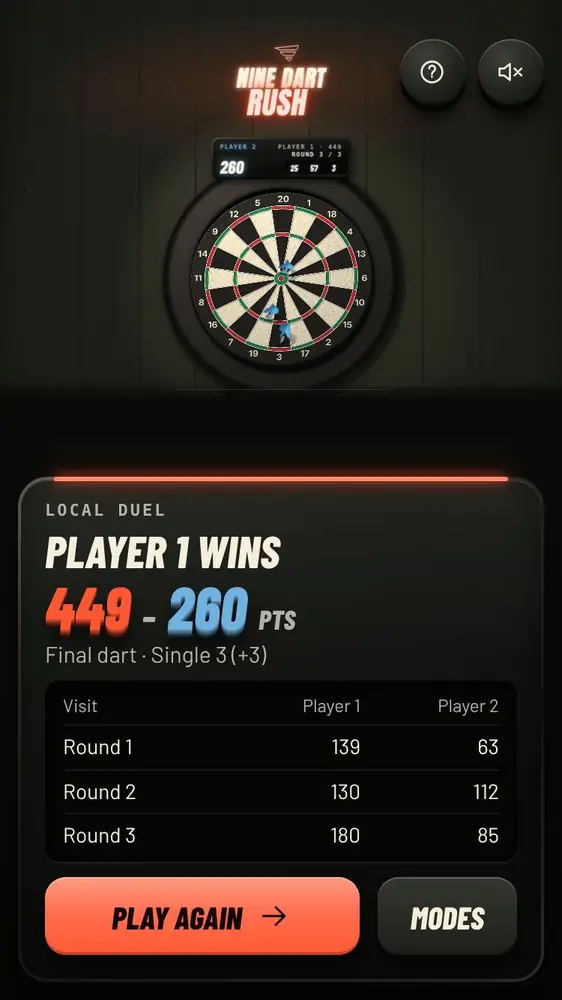 NINE DART
RUSH
PLAYER 2
PLAYER 1 · 449
ROUND 3 / 3
260
25 57 3
20
1
18
4
13
6
10
15
2
17
3
19
7
16
8
11
14
9
12
5
LOCAL DUEL
PLAYER 1 WINS
449 - 260 PTS
Final dart · Single 3 (+3)
Visit Player 1 Player 2
Round 1 139 63
Round 2 130 112
Round 3 180 85
PLAY AGAIN →
MODES